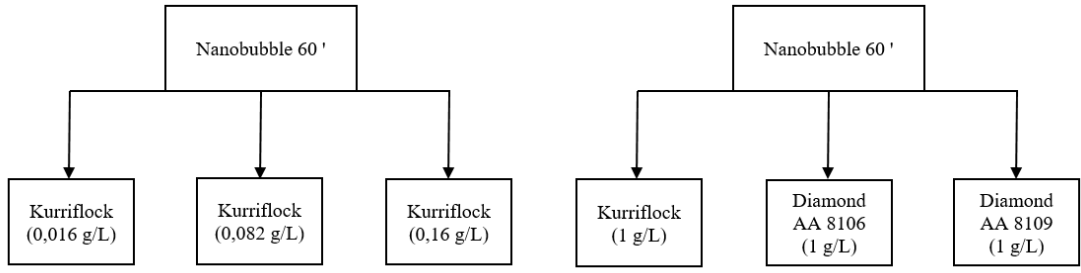 Nanobubble 60 '
Kurriflock
(0,016 g/L)
Kurriflock
(0,082 g/L)
Kurriflock
(0,16 g/L)
Nanobubble 60 '
Kurriflock
(1 g/L)
Diamond
AA 8106
(1 g/L)
Diamond
AA 8109
(1 g/L)